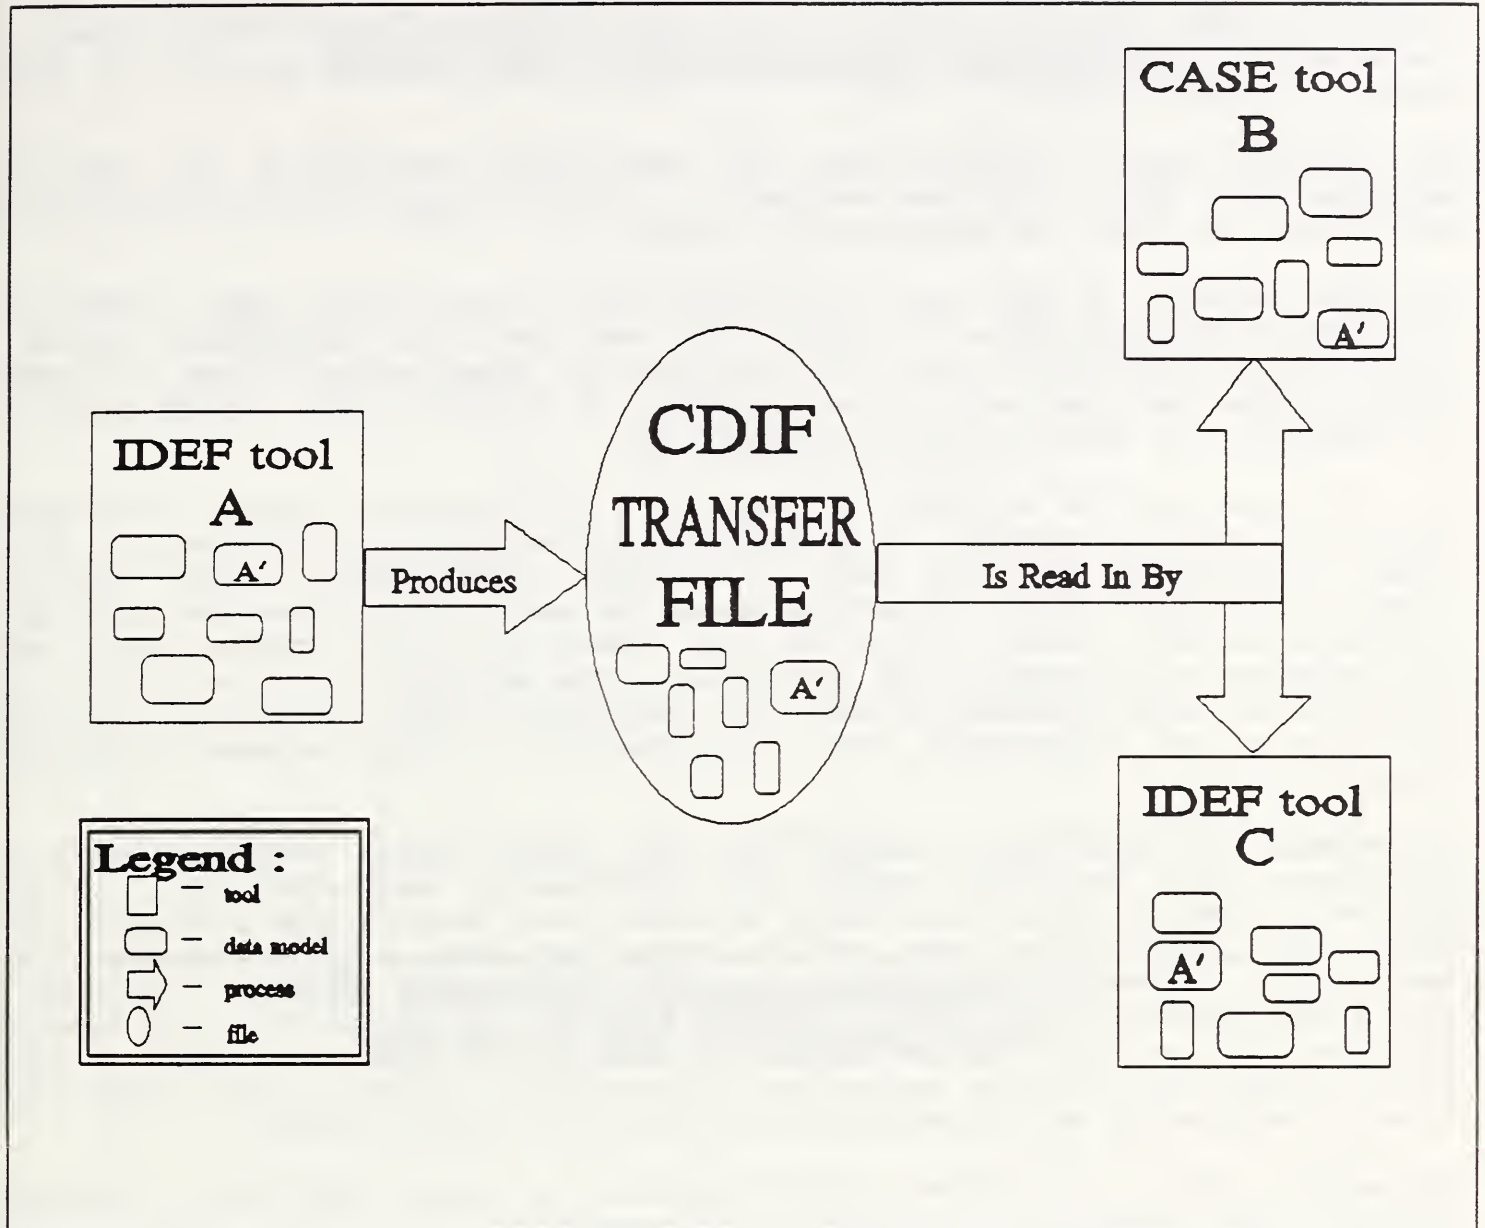 CASE tool
B
A'
IDEF tool
A
A'
Produces
CDIF
TRANSFER
FILE
A'
Is Read In By
IDEF tool
C
A'
Legend :
– tool
– data model
– process
– file